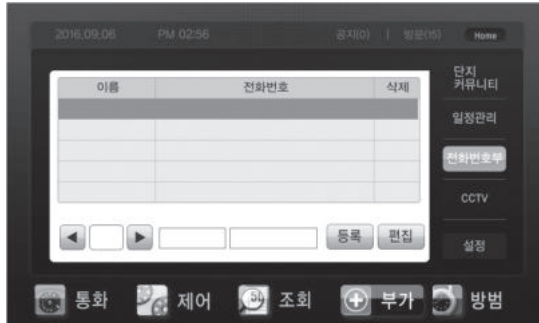 2016.09.06 PM 02:56 공지(0) | 방문(15) Home
이름 전화번호 삭제
등록 편집
단지
커뮤니티
일정관리
전화번호부
CCTV
설정
통화 제어 조회 부가 방범